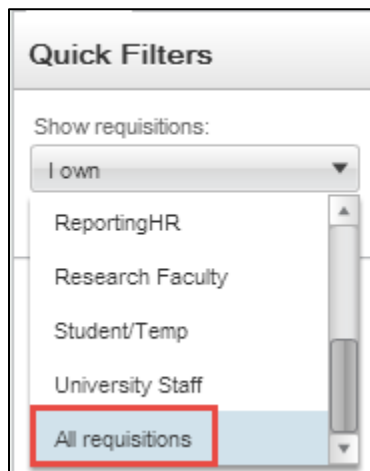 Quick Filters
Show requisitions:
I own
ReportingHR
Research Faculty
Student/Temp
University Staff
All requisitions